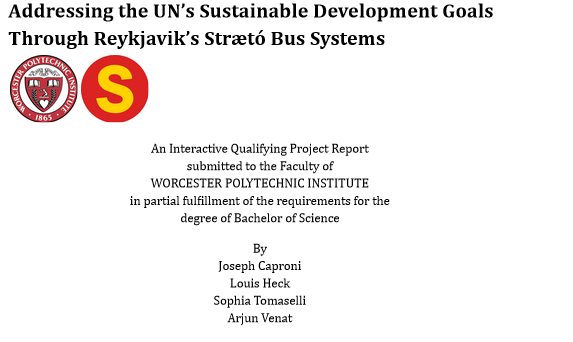 Addressing the UN's Sustainable Development Goals
Through Reykjavik's Strætó Bus Systems
WORCESTER POLYTECHNIC INSTITUTE
· 1865 ·
S
An Interactive Qualifying Project Report
submitted to the Faculty of
WORCESTER POLYTECHNIC INSTITUTE
in partial fulfillment of the requirements for the
degree of Bachelor of Science
By
Joseph Caproni
Louis Heck
Sophia Tomaselli
Arjun Venat